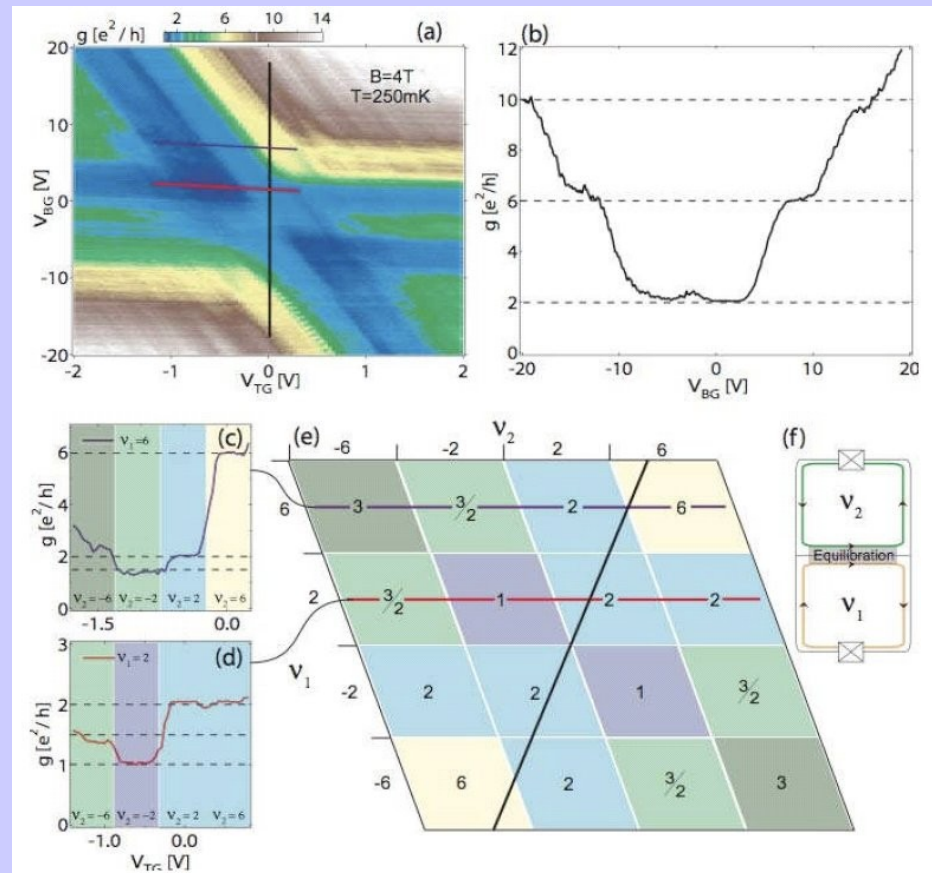 g [e²/h]
2 6 10 14
(a)
B=4T
T=250mK
20
10
0
-10
-20
V_BG [V]
-2 -1 0 1 2
V_TG [V]
(b)
12
10
8
6
4
2
0
g [e²/h]
-20 -10 0 10 20
V_BG [V]
(c)
ν₁=6
6
4
2
0
g [e²/h]
ν₂=-6 ν₂=-2 ν₂=2 ν₂=6
-1.5 0.0
(d)
ν₁=2
3
2
1
0
g [e²/h]
ν₂=-6 ν₂=-2 ν₂=2 ν₂=6
-1.0 0.0
V_TG [V]
(e)
ν₂
-6 -2 2 6
ν₁
6 3 3/2 2 6
2 3/2 1 2 2
-2 2 2 1 3/2
-6 6 2 3/2 3
(f)
ν₂
Equilibration
ν₁